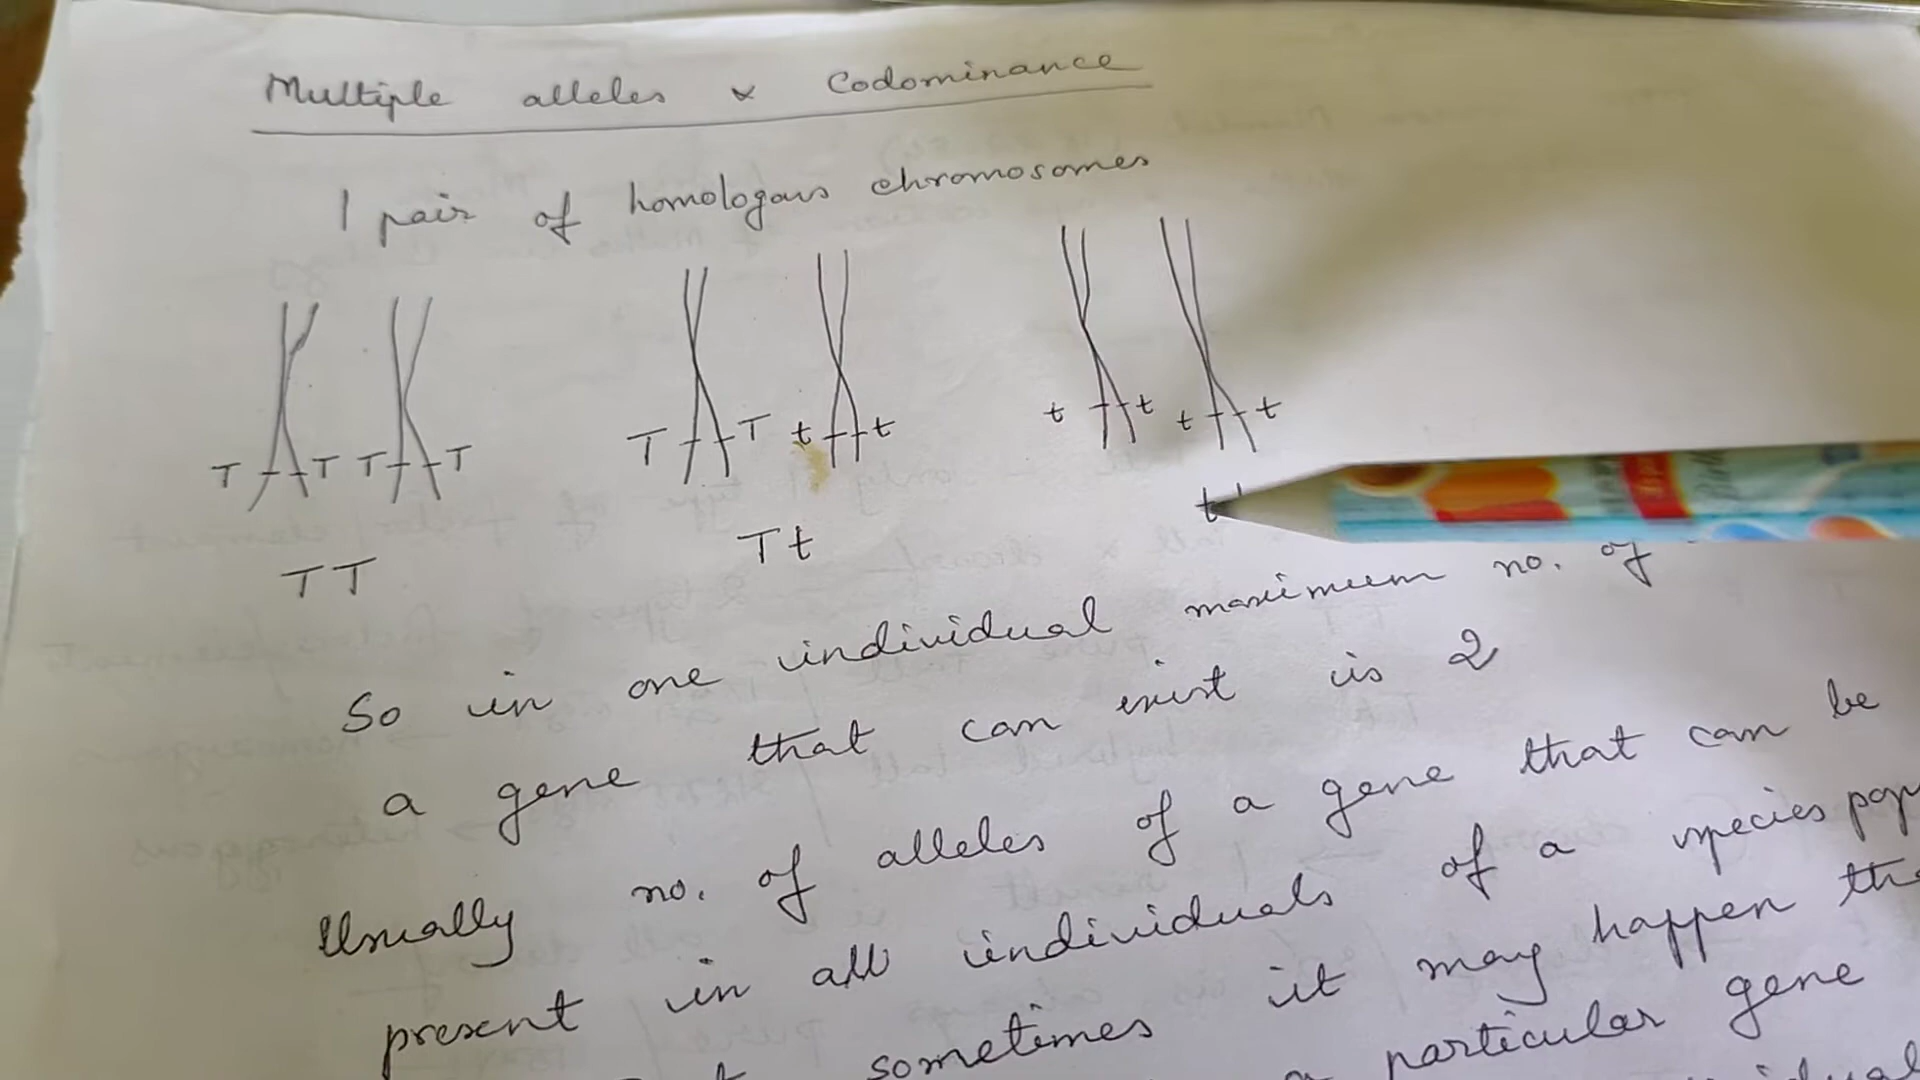 Multiple alleles & Codominance
1 pair of homologous chromosomes
T T T T T T t t t t t t
TT Tt t
So in one individual maximum no. of
a gene that can exist is 2
Usually no. of alleles of a gene that can be
present in all individuals of a species
sometimes it may happen
a particular gene